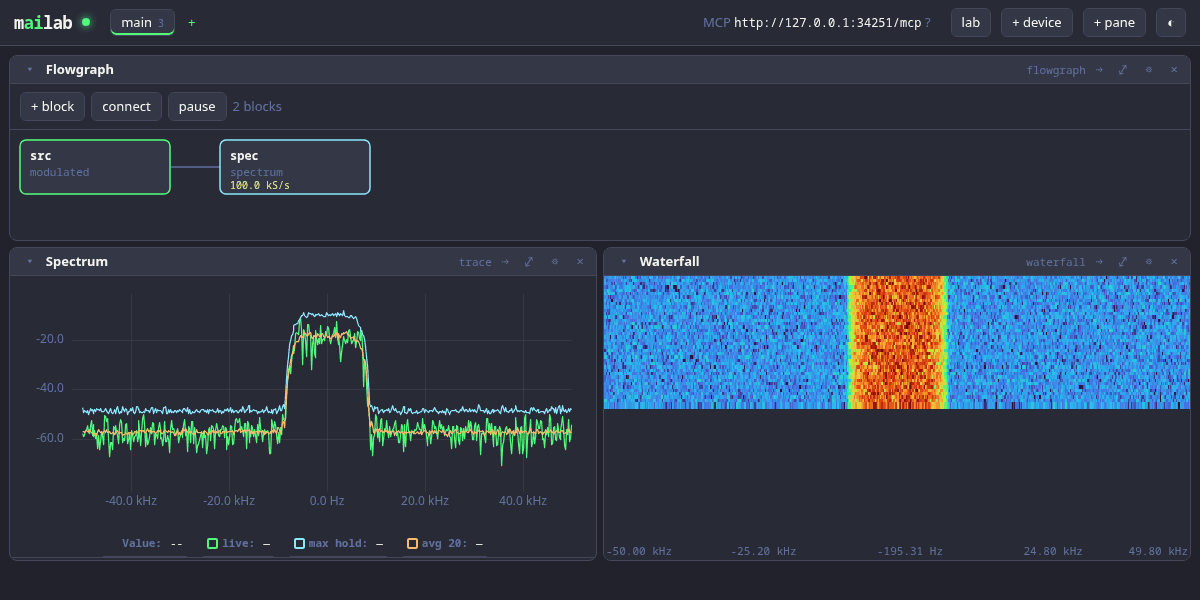 mailab main 3 + MCP http://127.0.0.1:34251/mcp ? lab + device + pane
Flowgraph flowgraph
+ block connect pause 2 blocks
src
modulated
spec
spectrum
100.0 kS/s
Spectrum trace
-20.0
-40.0
-60.0
-40.0 kHz -20.0 kHz 0.0 Hz 20.0 kHz 40.0 kHz
Value: -- live: — max hold: — avg 20: —
Waterfall waterfall
-50.00 kHz -25.20 kHz -195.31 Hz 24.80 kHz 49.80 kHz